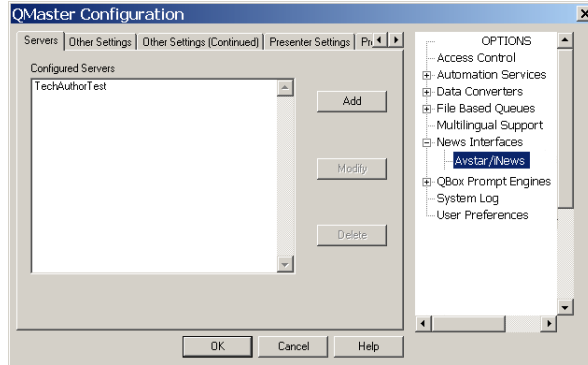 QMaster Configuration
Servers
Other Settings
Other Settings (Continued)
Presenter Settings
Configured Servers
TechAuthorTest
Add
Modify
Delete
OK
Cancel
Help
OPTIONS
Access Control
Automation Services
Data Converters
File Based Queues
Multilingual Support
News Interfaces
Avstar/iNews
QBox Prompt Engines
System Log
User Preferences